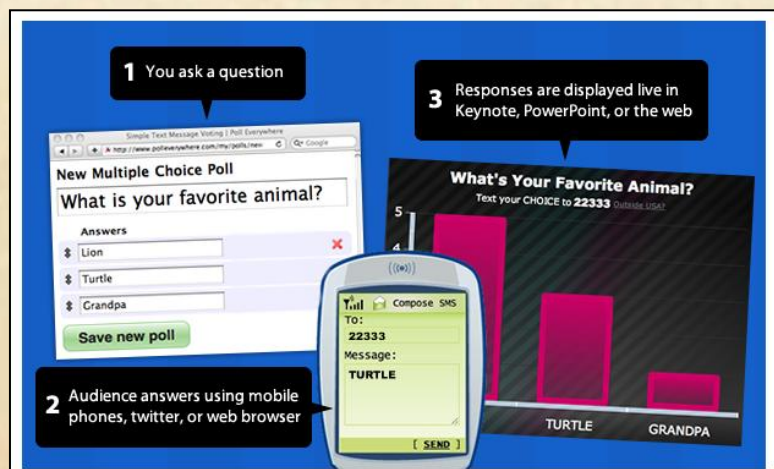 1 You ask a question
Simple Text Message Voting | Poll Everywhere
http://www.polleverywhere.com/my/polls/new
Google
New Multiple Choice Poll
What is your favorite animal?
Answers
Lion
Turtle
Grandpa
Save new poll
2 Audience answers using mobile
phones, twitter, or web browser
((( )))
Compose SMS
To:
22333
Message:
TURTLE
[ SEND ]
3 Responses are displayed live in
Keynote, PowerPoint, or the web
What's Your Favorite Animal?
Text your CHOICE to 22333 Outside USA?
5
4
TURTLE
GRANDPA